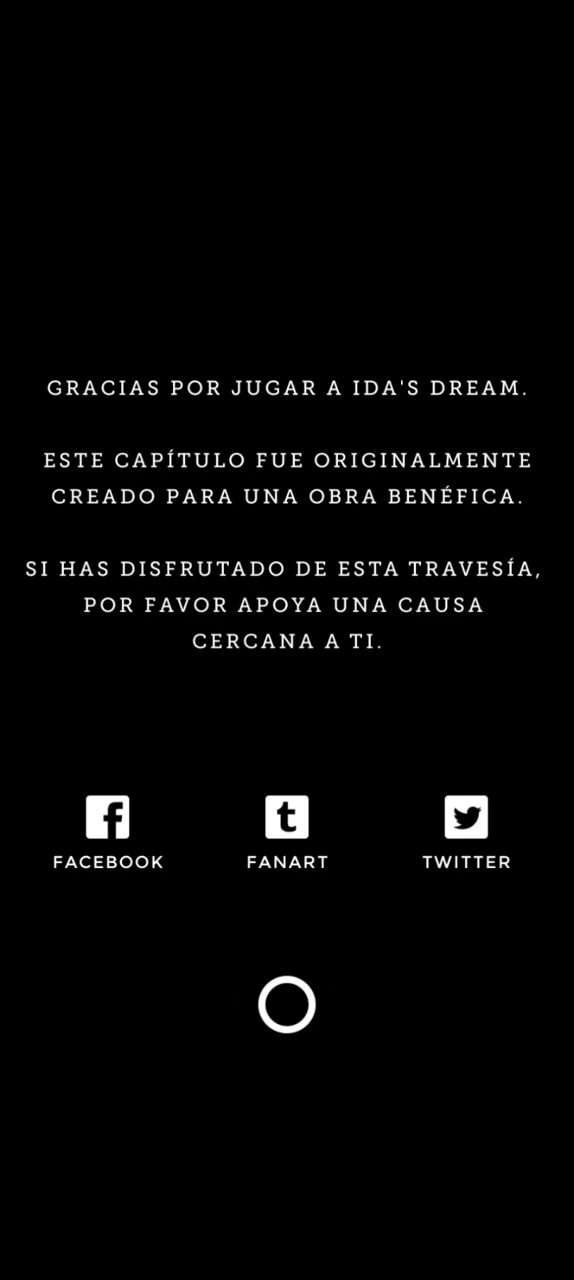 GRACIAS POR JUGAR A IDA'S DREAM.
ESTE CAPÍTULO FUE ORIGINALMENTE
CREADO PARA UNA OBRA BENÉFICA.
SI HAS DISFRUTADO DE ESTA TRAVESÍA,
POR FAVOR APOYA UNA CAUSA
CERCANA A TI.
FACEBOOK
FANART
TWITTER